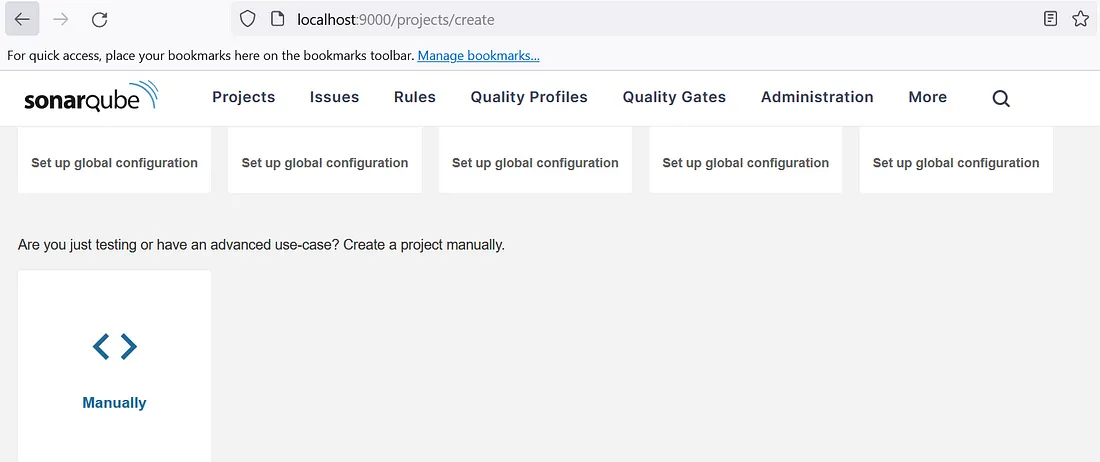 localhost:9000/projects/create
For quick access, place your bookmarks here on the bookmarks toolbar. Manage bookmarks...
sonarqube Projects Issues Rules Quality Profiles Quality Gates Administration More
Set up global configuration Set up global configuration Set up global configuration Set up global configuration Set up global configuration
Are you just testing or have an advanced use-case? Create a project manually.
Manually